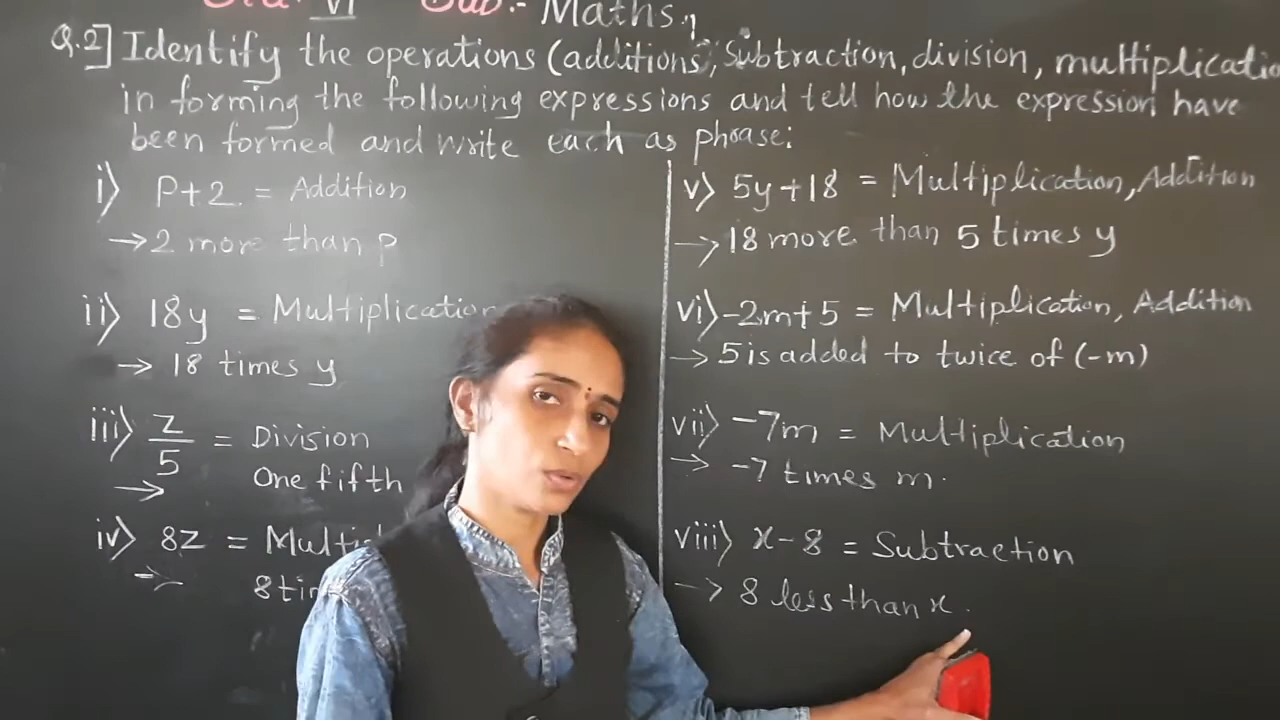 Std:- VI Sub:- Maths.
Q.2] Identify the operations (additions, Subtraction, division, multiplicatio
in forming the following expressions and tell how the expression have
been formed and write each as phrase:
i) P+2 = Addition
→ 2 more than p
ii) 18y = Multiplication
→ 18 times y
iii) z/5 = Division
→ One fifth
iv) 8z = Multi
→ 8 tim
v) 5y+18 = Multiplication, Addition
→ 18 more than 5 times y
vi) -2m+5 = Multiplication, Addition
→ 5 is added to twice of (-m)
vii) -7m = Multiplication
→ -7 times m.
viii) x-8 = Subtraction
→ 8 less than x.